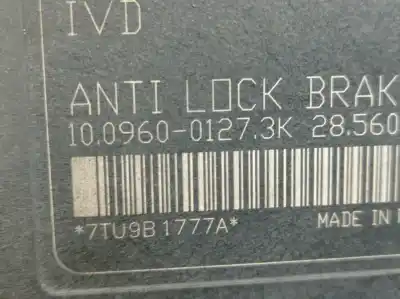 IVD
ANTI LOCK BRAK
10.0960-0127.3K 28.560
*7TU9B1777A*
MADE IN